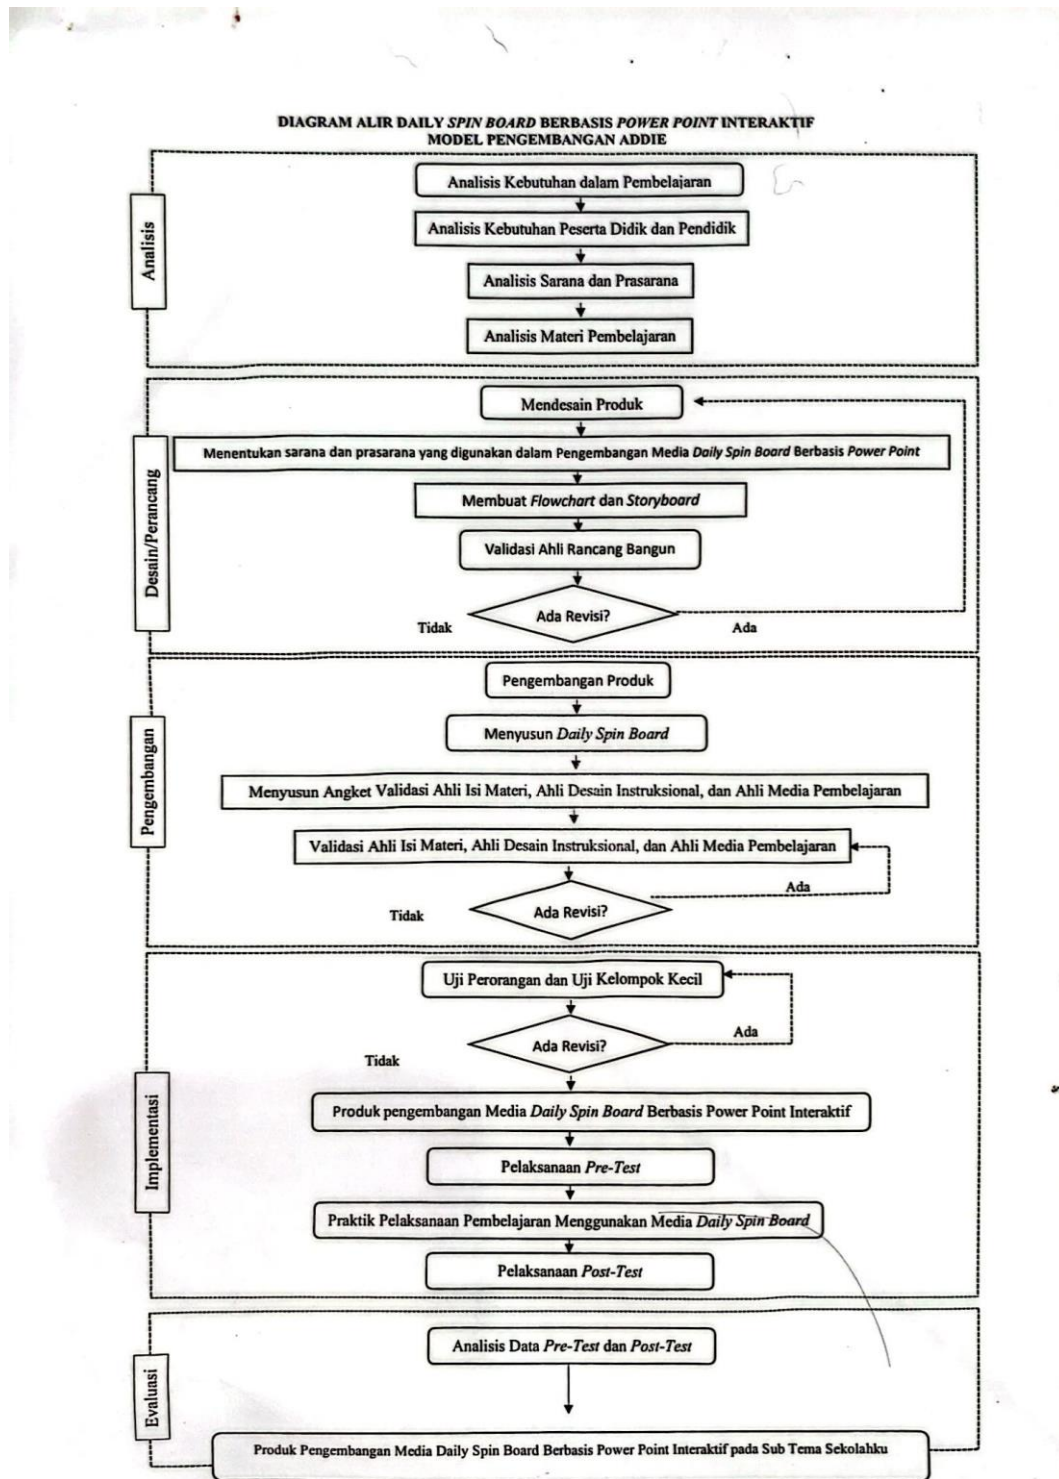 DIAGRAM ALIR DAILY SPIN BOARD BERBASIS POWER POINT INTERAKTIF
MODEL PENGEMBANGAN ADDIE
Analisis
Analisis Kebutuhan dalam Pembelajaran
Analisis Kebutuhan Peserta Didik dan Pendidik
Analisis Sarana dan Prasarana
Analisis Materi Pembelajaran
Desain/Perancang
Mendesain Produk
Menentukan sarana dan prasarana yang digunakan dalam Pengembangan Media Daily Spin Board Berbasis Power Point
Membuat Flowchart dan Storyboard
Validasi Ahli Rancang Bangun
Ada Revisi?
Tidak
Ada
Pengembangan
Pengembangan Produk
Menyusun Daily Spin Board
Menyusun Angket Validasi Ahli Isi Materi, Ahli Desain Instruksional, dan Ahli Media Pembelajaran
Validasi Ahli Isi Materi, Ahli Desain Instruksional, dan Ahli Media Pembelajaran
Ada
Ada Revisi?
Tidak
Implementasi
Uji Perorangan dan Uji Kelompok Kecil
Ada
Ada Revisi?
Tidak
Produk pengembangan Media Daily Spin Board Berbasis Power Point Interaktif
Pelaksanaan Pre-Test
Praktik Pelaksanaan Pembelajaran Menggunakan Media Daily Spin Board
Pelaksanaan Post-Test
Evaluasi
Analisis Data Pre-Test dan Post-Test
Produk Pengembangan Media Daily Spin Board Berbasis Power Point Interaktif pada Sub Tema Sekolahku